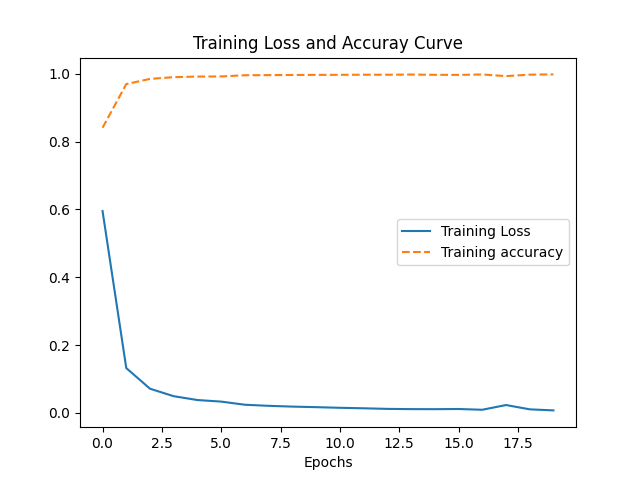 Training Loss and Accuray Curve
1.0
0.8
0.6
0.4
0.2
0.0
Training Loss
Training accuracy
0.0 2.5 5.0 7.5 10.0 12.5 15.0 17.5
Epochs